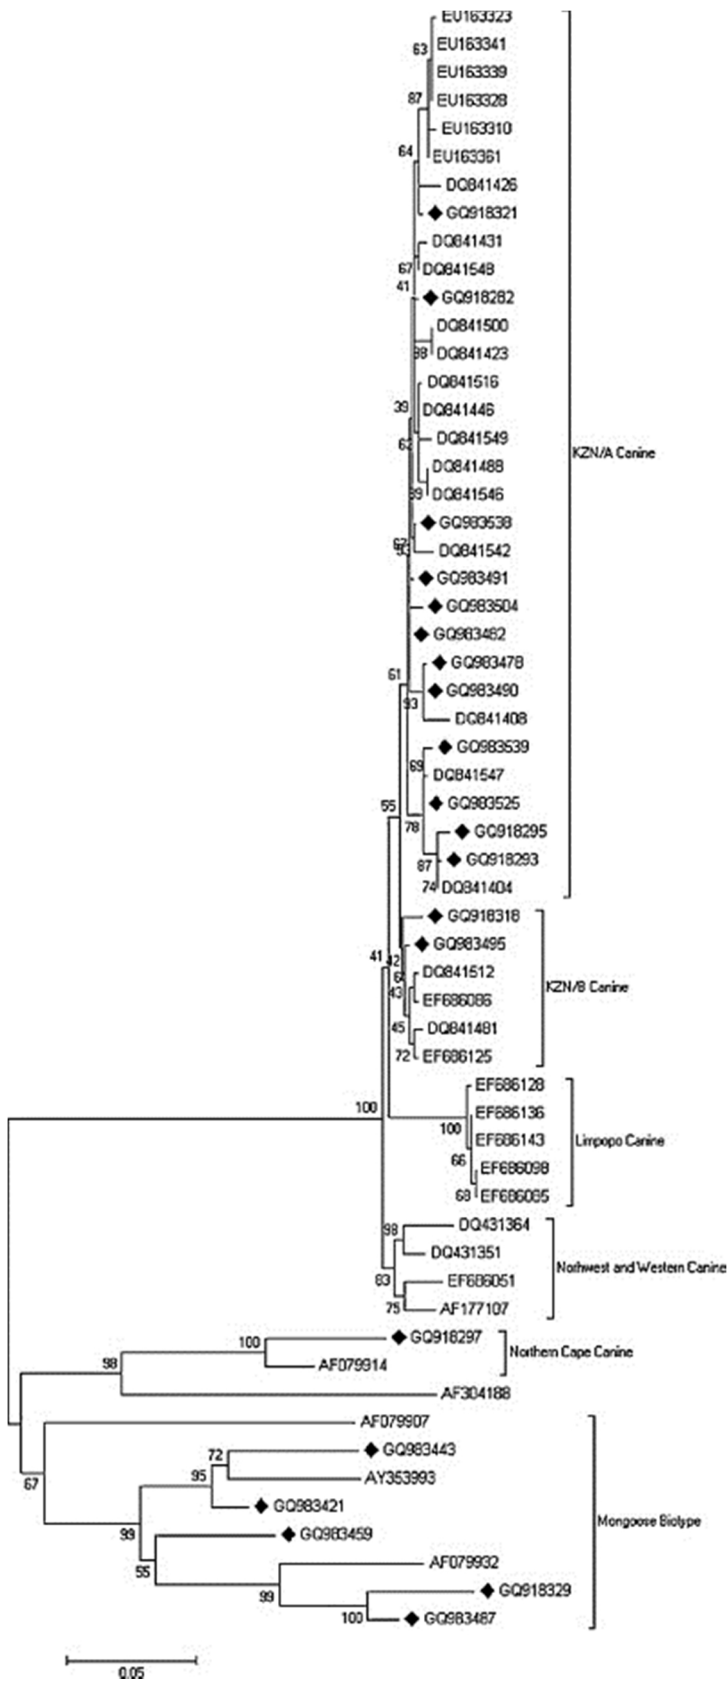 EU163323
63
EU163341
EU163339
EU163328
87
EU163310
64
EU163361
DQ841426
GQ918321
DQ841431
67
DQ841548
41
GQ918282
DQ841500
DQ841423
DQ841516
39
DQ841446
DQ841549
62
KZN/A Canine
DQ841488
DQ841546
GQ983538
DQ841542
GQ983491
GQ983504
GQ983482
GQ983478
61
GQ983490
93
DQ841408
GQ983539
69
DQ841547
GQ983525
55
78
GQ918295
GQ918293
87
74
DQ841404
GQ918318
GQ983495
41
42
DQ841512
43
EF686086
KZN/B Canine
45
DQ841481
72
EF686125
EF686128
100
EF686136
100
EF686143
Limpopo Canine
66
EF686098
68
EF686085
98
DQ431364
DQ431351
Northwest and Western Canine
83
EF686051
75
AF177107
100
GQ918297
Northern Cape Canine
98
AF079914
AF304188
AF079907
72
GQ983443
95
AY353993
67
GQ983421
99
GQ983459
Mongoose Biotype
55
AF079932
99
GQ918329
100
GQ983487
0.05